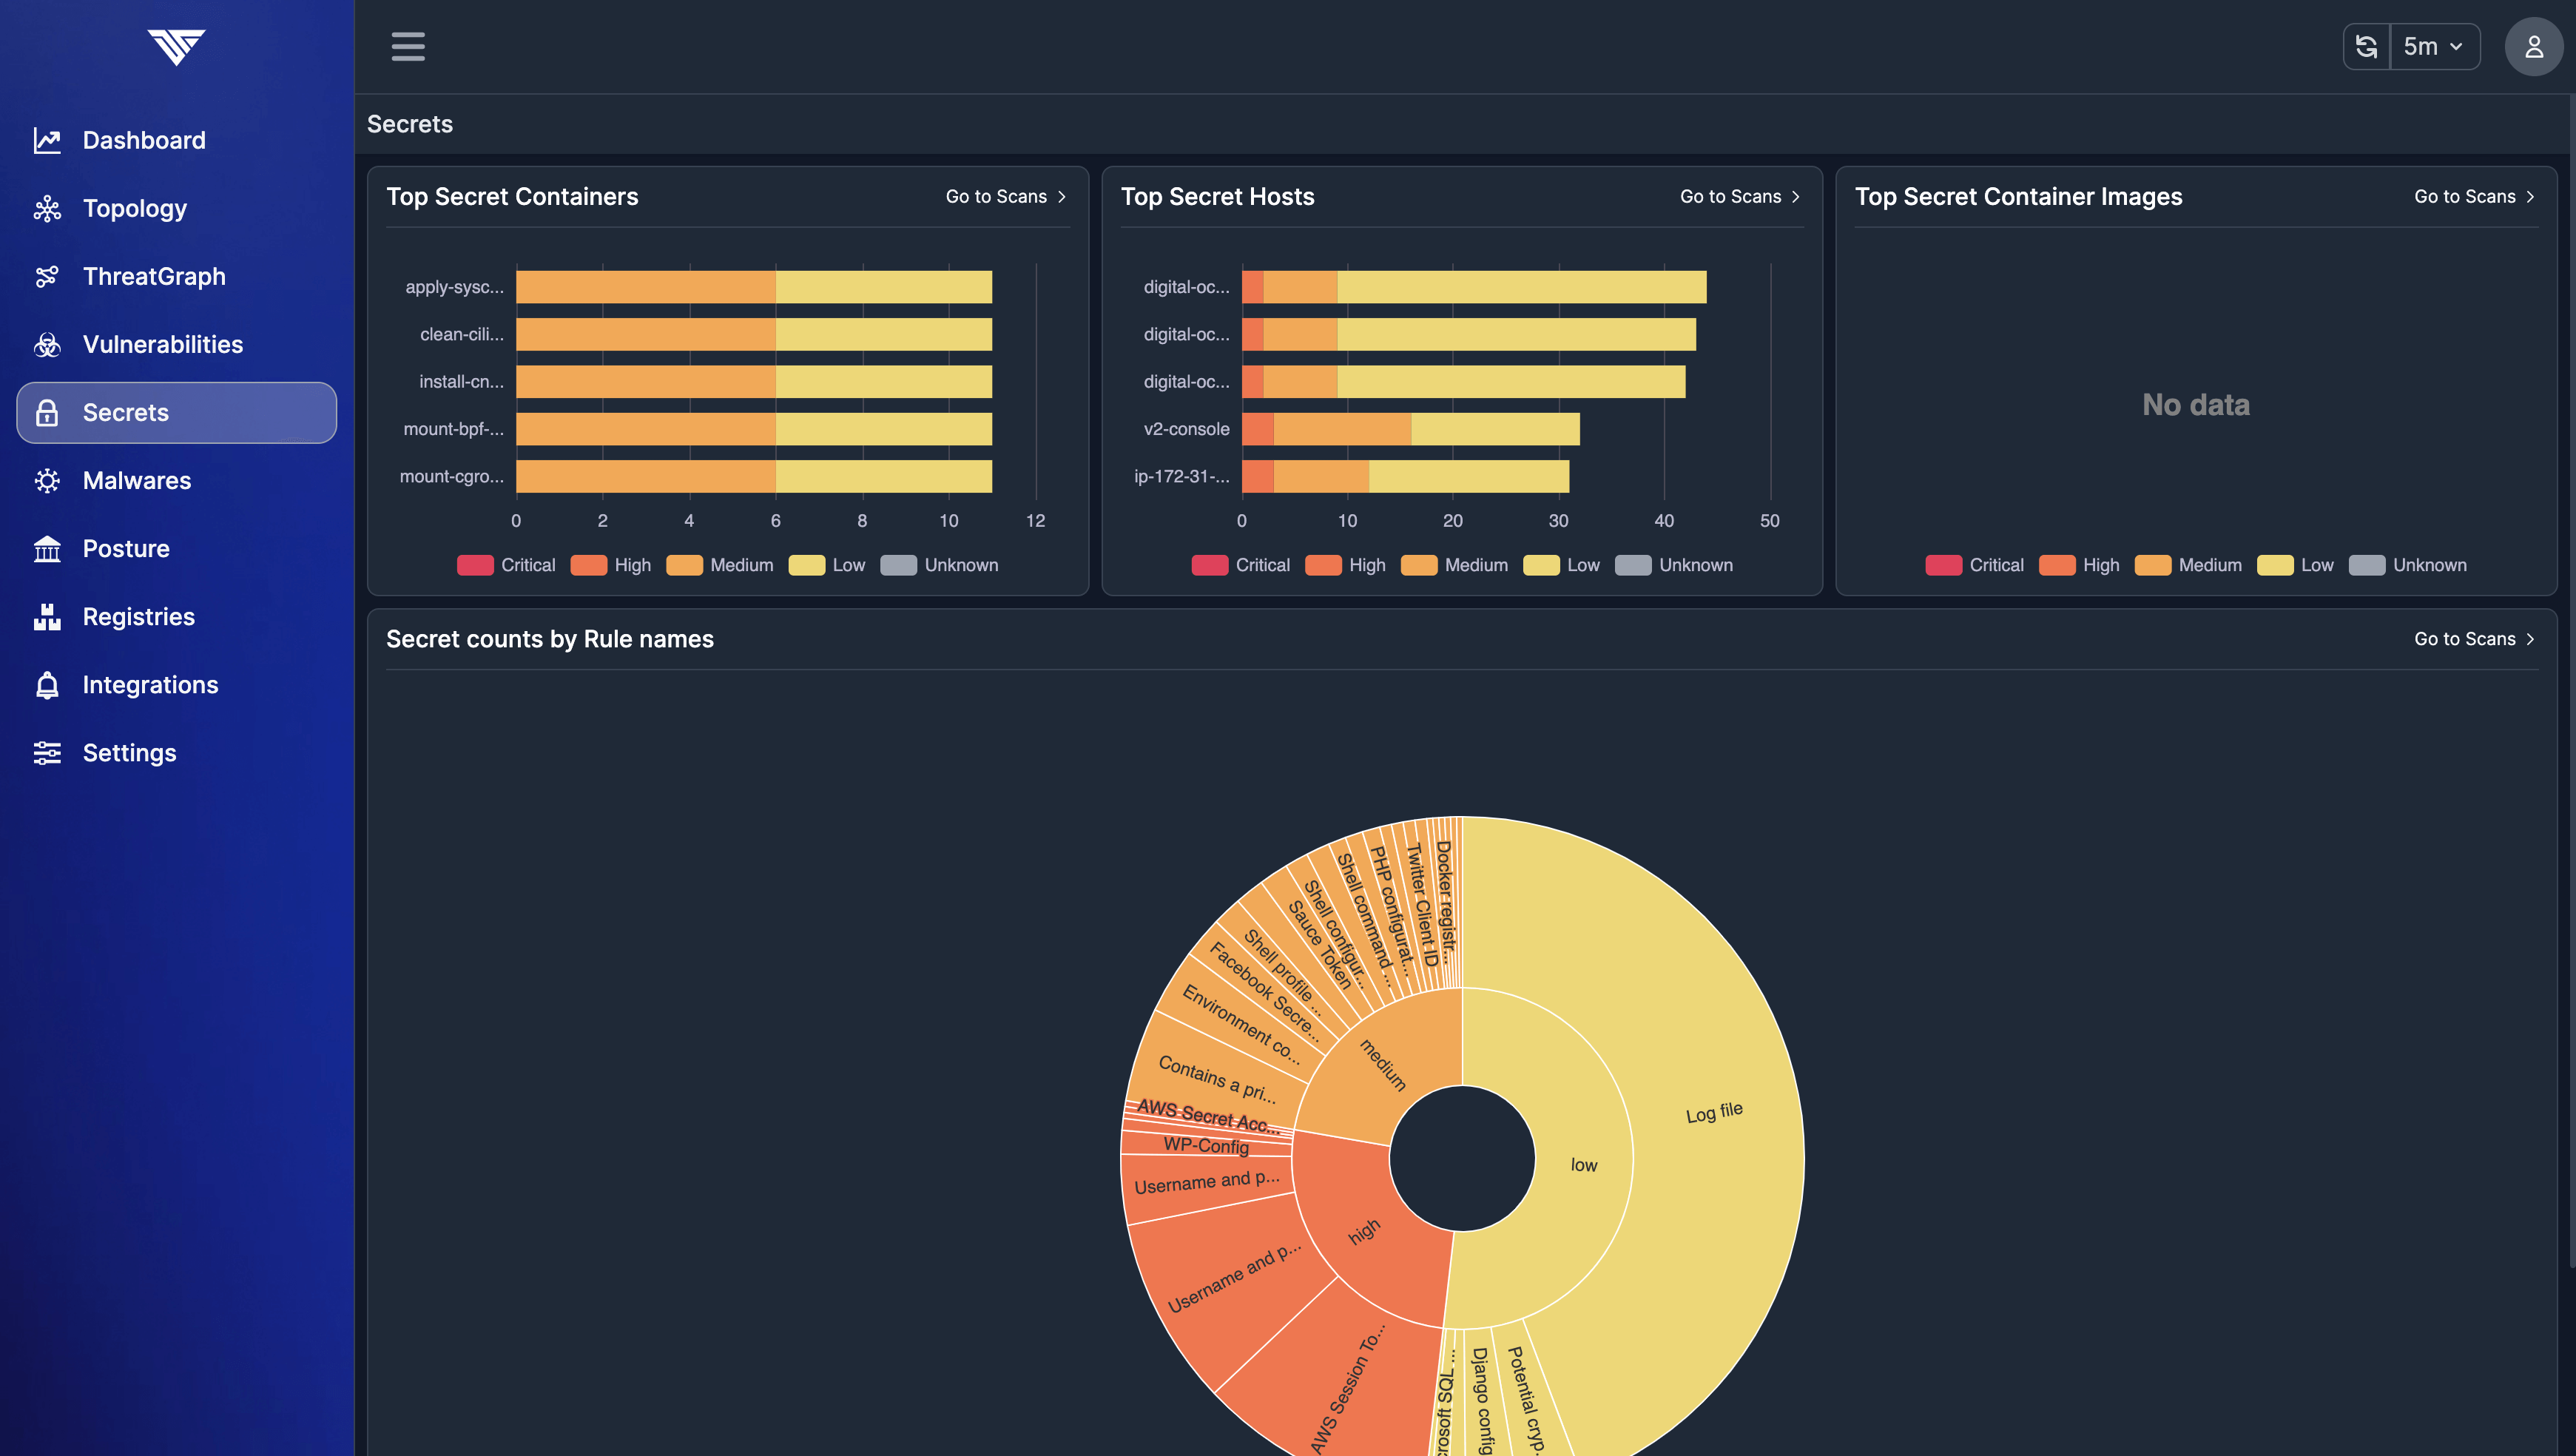 5m
Dashboard
Topology
ThreatGraph
Vulnerabilities
Secrets
Malwares
Posture
Registries
Integrations
Settings
Secrets
Top Secret Containers
Go to Scans
apply-sysc...
clean-cili...
install-cn...
mount-bpf-...
mount-cgro...
0 2 4 6 8 10 12
Critical High Medium Low Unknown
Top Secret Hosts
Go to Scans
digital-oc...
digital-oc...
digital-oc...
v2-console
ip-172-31-...
0 10 20 30 40 50
Critical High Medium Low Unknown
Top Secret Container Images
Go to Scans
No data
Critical High Medium Low Unknown
Secret counts by Rule names
Go to Scans
Docker registr...
Twitter Client ID
PHP configurat...
Shell command ...
Shell configur...
Sauce Token
Shell profile ...
Facebook Secre...
Environment co...
Contains a pri...
AWS Secret Acc...
WP-Config
Username and p...
Username and p...
AWS Session To...
medium
high
low
Log file
Potential cryp.
Django config
crosoft SQL ...